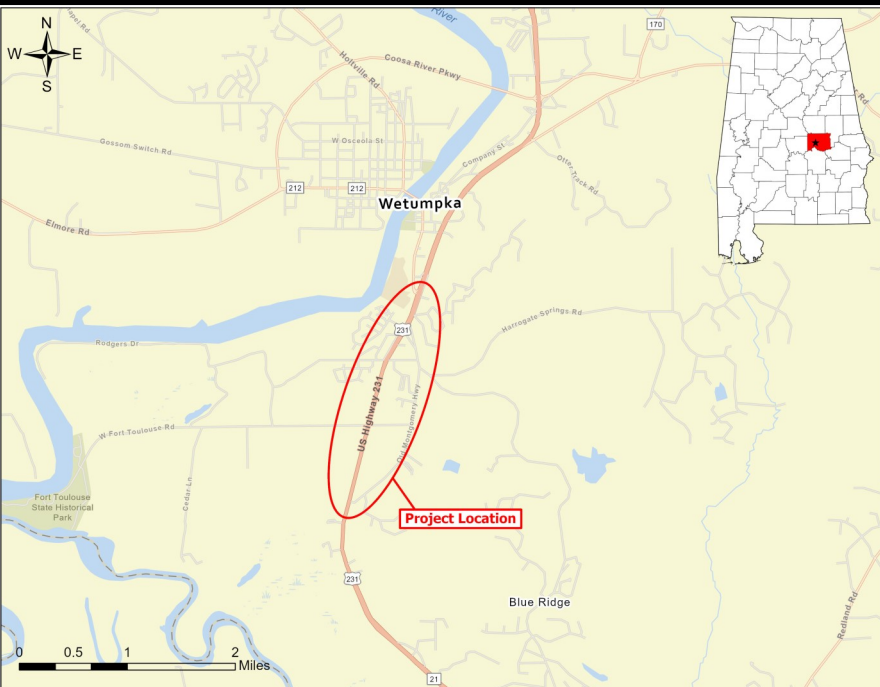 N
W E
S
River
170
Holtville Rd
Coosa River Pkwy
W Osceola St
Gossom Switch Rd
Company St
Otter Track Rd
212
212
Wetumpka
Elmore Rd
Harrogate Springs Rd
231
Rodgers Dr
US Highway 231
Old Montgomery Hwy
W Fort Toulouse Rd
Cedar Ln
Fort Toulouse
State Historical
Park
Project Location
231
Blue Ridge
Redland Rd
0 0.5 1 2
Miles
21